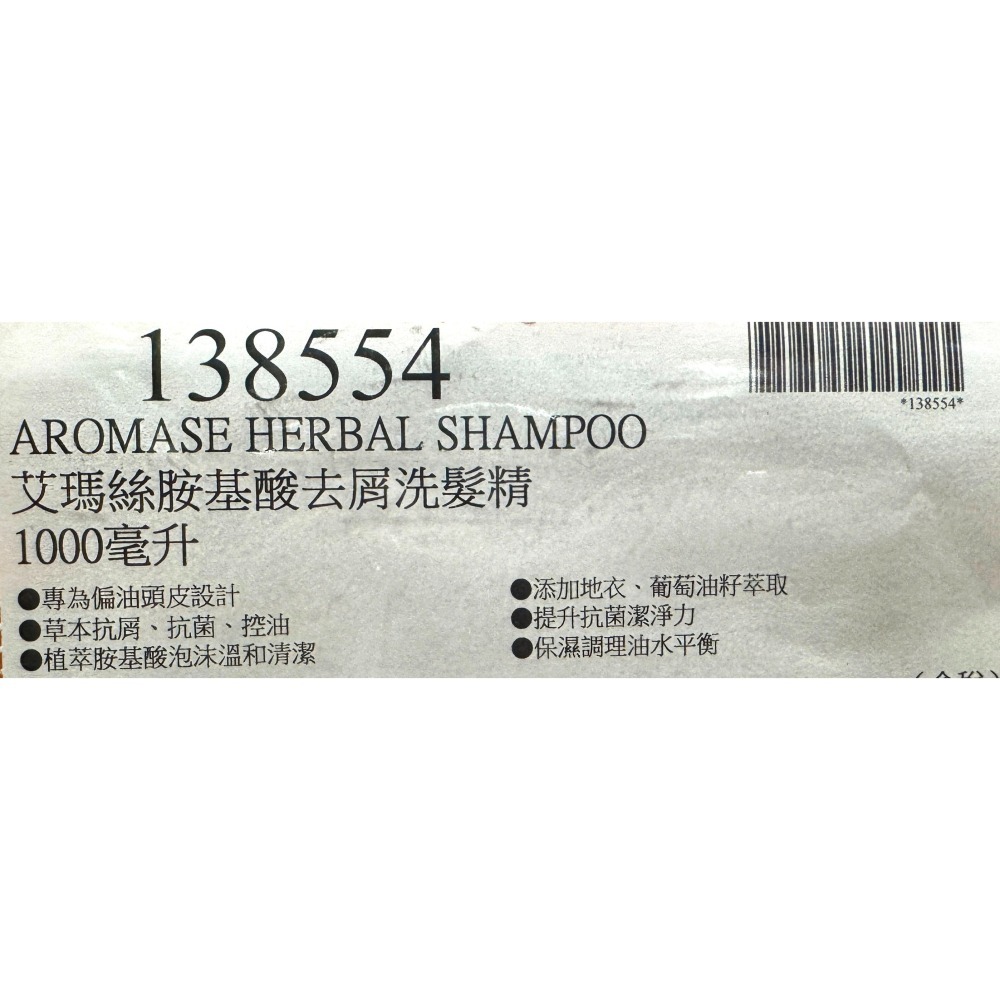 138554
*138554*
AROMASE HERBAL SHAMPOO
艾瑪絲胺基酸去屑洗髮精
1000毫升
●專為偏油頭皮設計
●草本抗屑、抗菌、控油
●植萃胺基酸泡沫溫和清潔
●添加地衣、葡萄油籽萃取
●提升抗菌潔淨力
●保濕調理油水平衡